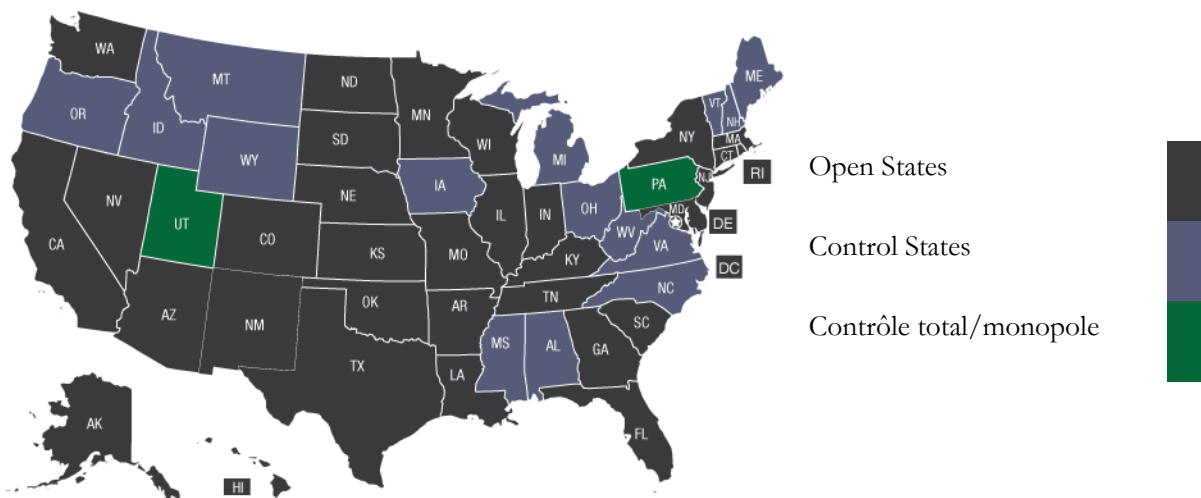 WA
MT
ND
MN
OR
ID
WY
SD
WI
MI
NY
VT
NH
ME
MA
CT
RI
NV
UT
CO
NE
IA
IL
IN
OH
PA
NJ
MD
DE
DC
CA
AZ
NM
KS
MO
KY
WV
VA
NC
OK
AR
TN
SC
TX
LA
MS
AL
GA
FL
AK
HI
Open States
Control States
Contrôle total/monopole